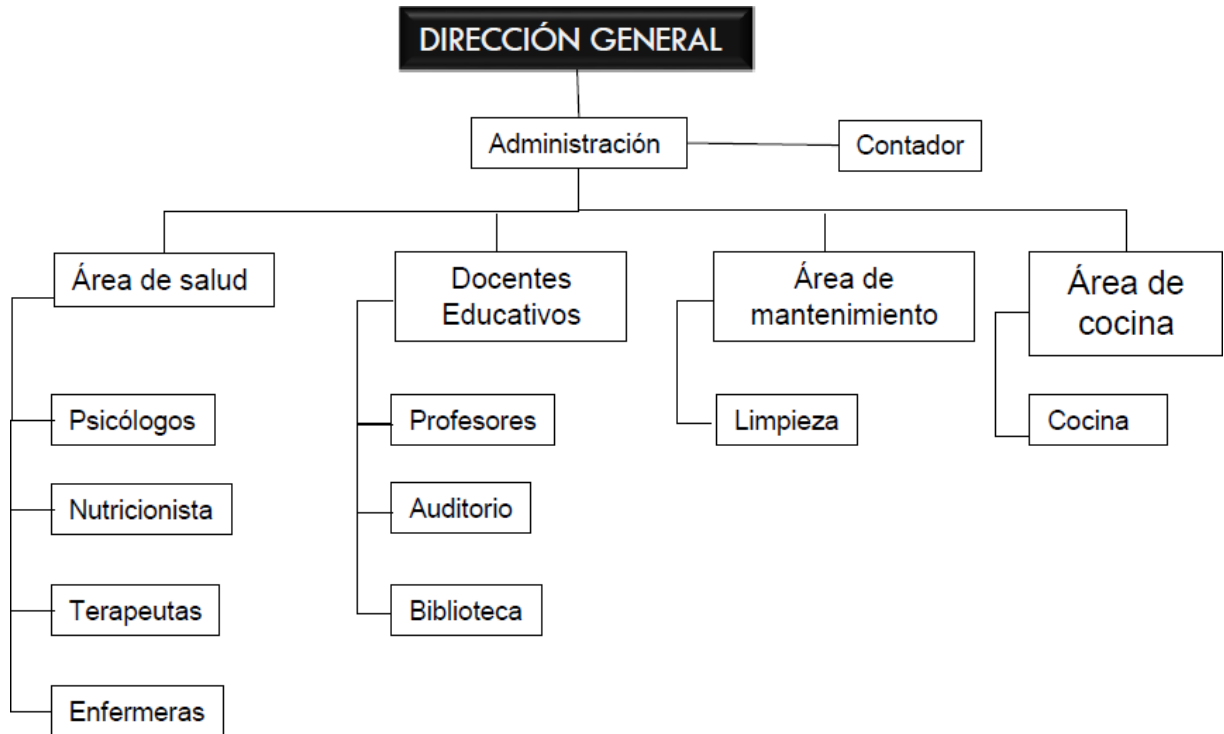 DIRECCIÓN GENERAL
Administración
Contador
Área de salud
Docentes
Educativos
Área de
mantenimiento
Área de
cocina
Psicólogos
Profesores
Limpieza
Cocina
Nutricionista
Auditorio
Terapeutas
Biblioteca
Enfermeras